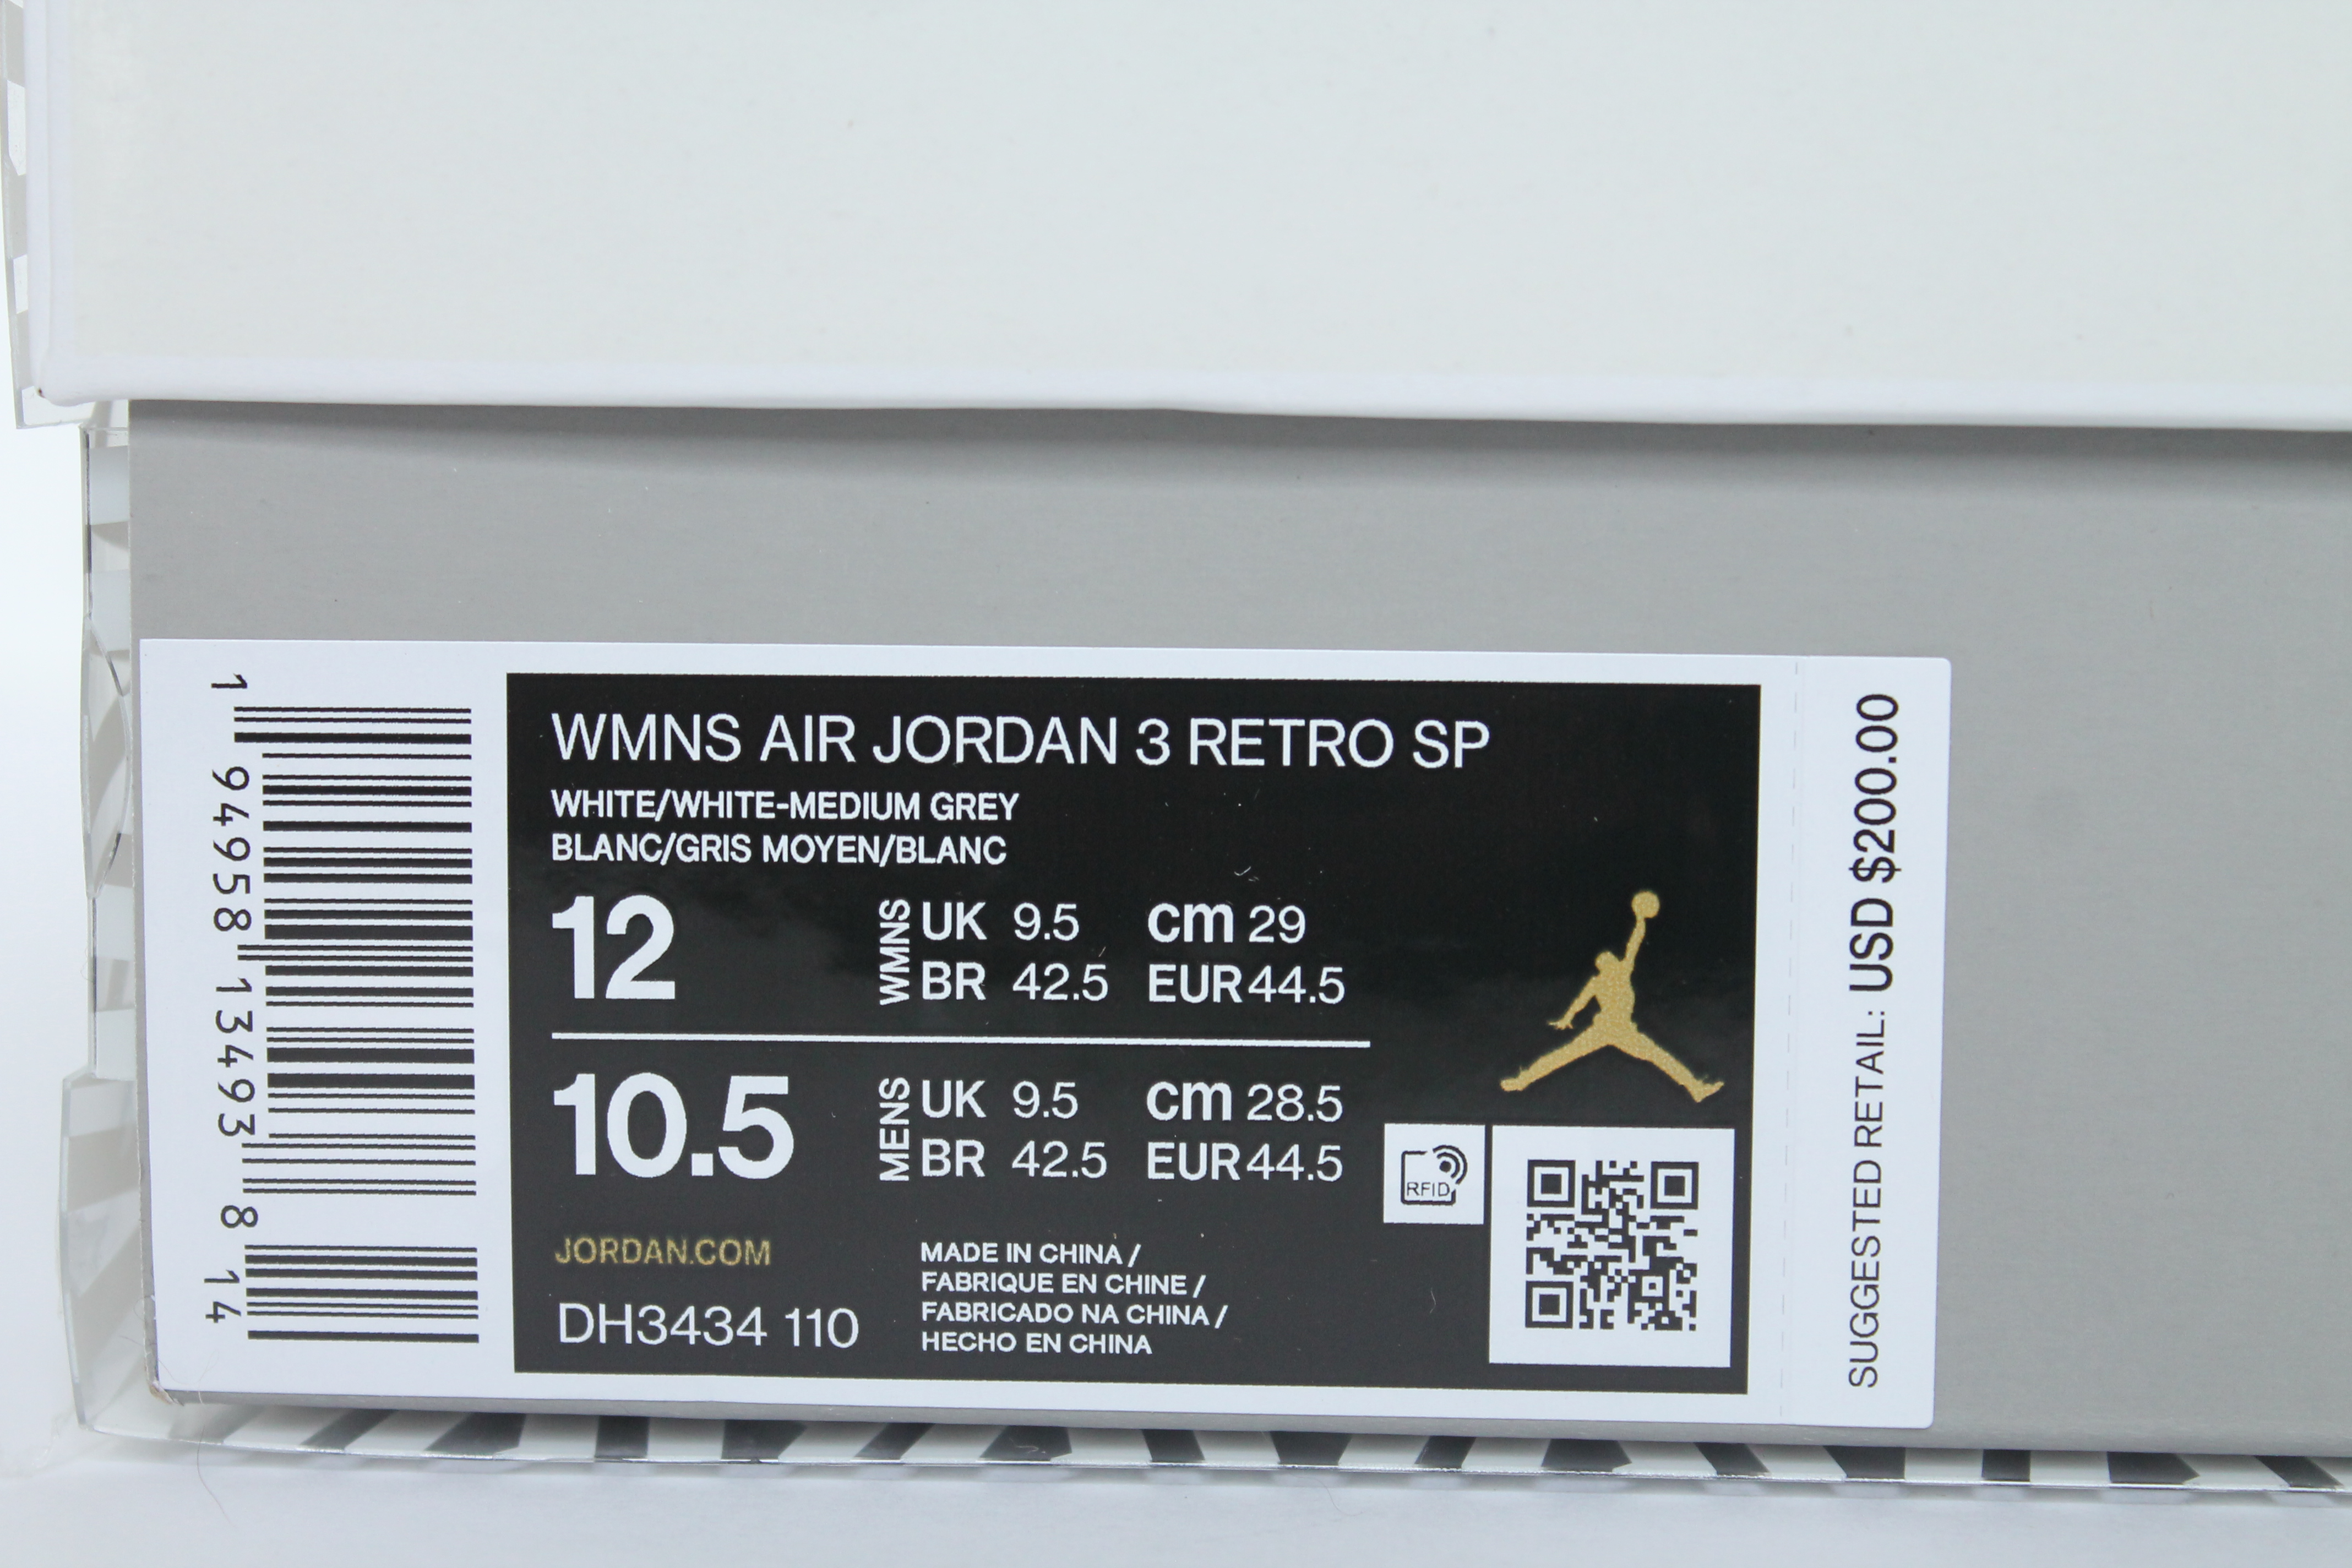 1 94958 13493 8 14
WMNS AIR JORDAN 3 RETRO SP
WHITE/WHITE-MEDIUM GREY
BLANC/GRIS MOYEN/BLANC
12
WMNS
UK 9.5 cm 29
BR 42.5 EUR 44.5
10.5
MENS
UK 9.5 cm 28.5
BR 42.5 EUR 44.5
RFID
JORDAN.COM
DH3434 110
MADE IN CHINA /
FABRIQUE EN CHINE /
FABRICADO NA CHINA /
HECHO EN CHINA
SUGGESTED RETAIL: USD $200.00